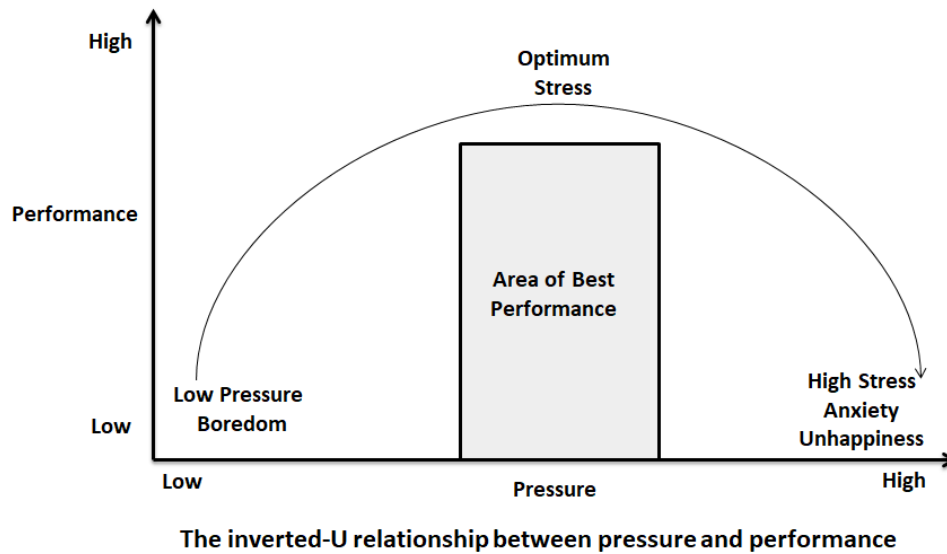 High
Optimum
Stress
Performance
Area of Best
Performance
Low Pressure
Boredom
High Stress
Anxiety
Unhappiness
Low
Low
Pressure
High
The inverted-U relationship between pressure and performance